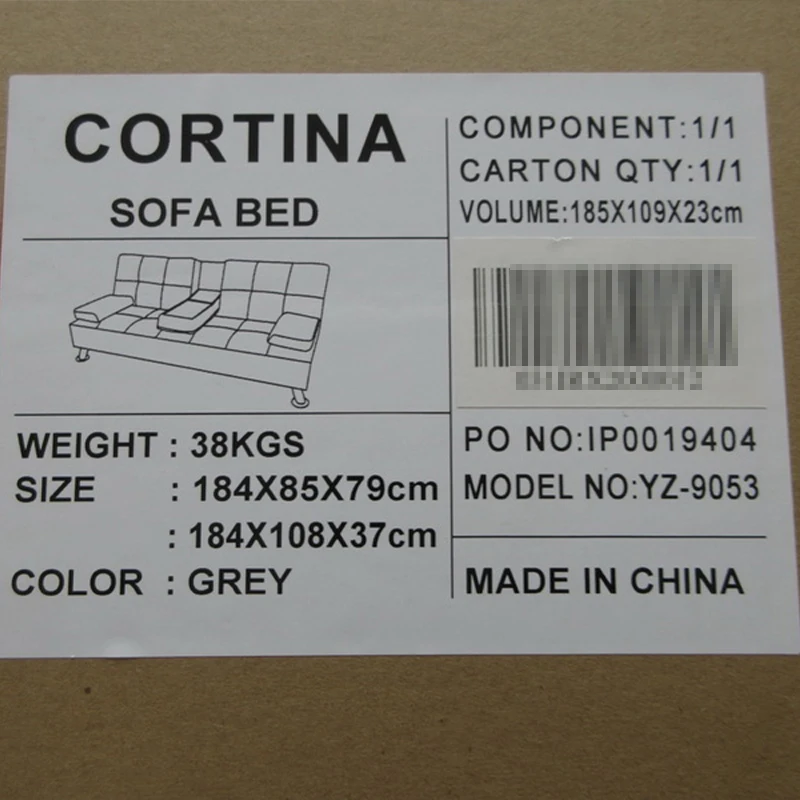 CORTINA
SOFA BED
COMPONENT:1/1
CARTON QTY:1/1
VOLUME:185X109X23cm
WEIGHT : 38KGS
SIZE : 184X85X79cm
: 184X108X37cm
COLOR : GREY
PO NO:IP0019404
MODEL NO:YZ-9053
MADE IN CHINA